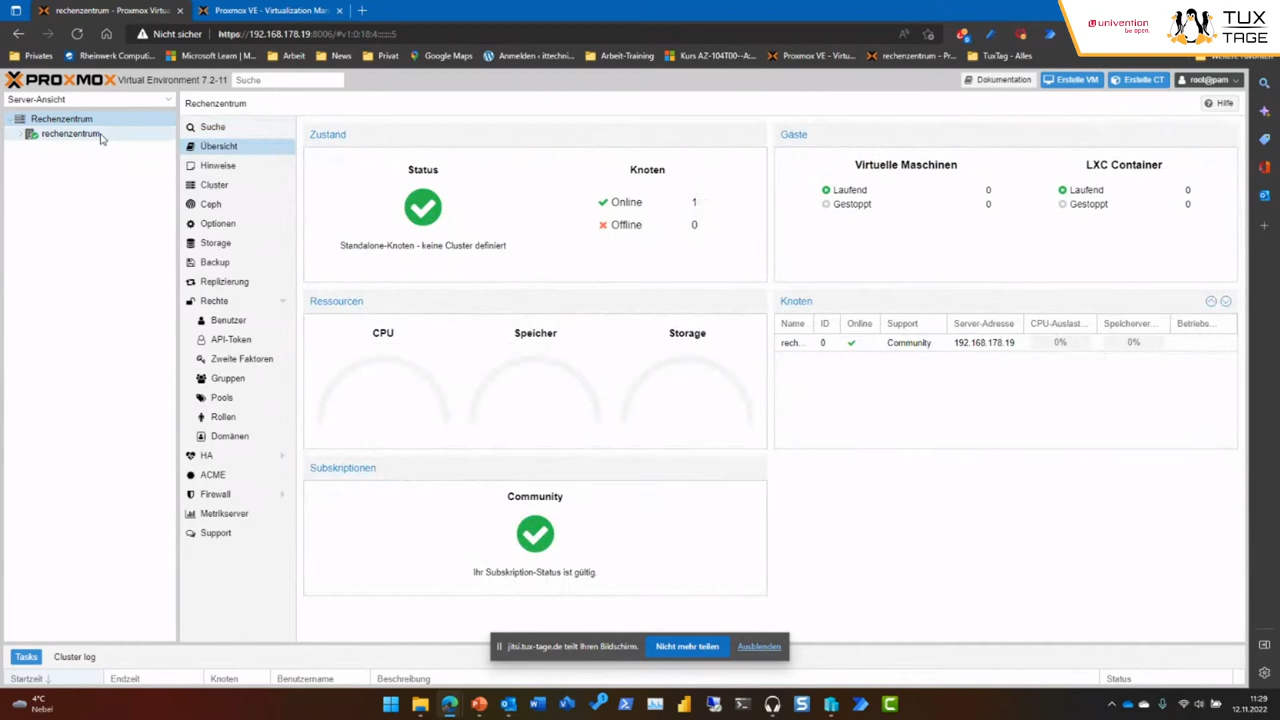 rechenzentrum - Proxmox Virtu
Proxmox VE - Virtualization Man
univention
be open.
TUX
TAGE
Nicht sicher
https://192.168.178.19:8006/#v1:0:18:4:::::::5
Privates
Rheinwerk Comput...
Microsoft Learn | M...
Arbeit
News
Google Maps
Anmelden ‹ ittechni...
Arbeit-Training
Kurs AZ-104T00--A...
Proxmox VE - Virtu...
rechenzentrum - Pr...
TuxTag - Alles
PROXMOX Virtual Environment 7.2-11
Suche
Dokumentation
Erstelle VM
Erstelle CT
root@pam
Server-Ansicht
Rechenzentrum
Hilfe
Rechenzentrum
rechenzentrum
Suche
Übersicht
Hinweise
Cluster
Ceph
Optionen
Storage
Backup
Replizierung
Rechte
Benutzer
API-Token
Zweite Faktoren
Gruppen
Pools
Rollen
Domänen
HA
ACME
Firewall
Metrikserver
Support
Zustand
Status
Knoten
Online 1
Offline 0
Standalone-Knoten - keine Cluster definiert
Gäste
Virtuelle Maschinen
LXC Container
Laufend 0
Gestoppt 0
Laufend 0
Gestoppt 0
Ressourcen
CPU
Speicher
Storage
Knoten
Name ID Online Support Server-Adresse CPU-Auslast... Speicherver... Betriebs...
rech... 0 Community 192.168.178.19 0% 0%
Subskriptionen
Community
Ihr Subskription-Status ist gültig.
jitsi.tux-tage.de teilt Ihren Bildschirm.
Nicht mehr teilen
Ausblenden
Tasks
Cluster log
Startzeit Endzeit Knoten Benutzername Beschreibung Status
4°C
Nebel
11:29
12.11.2022